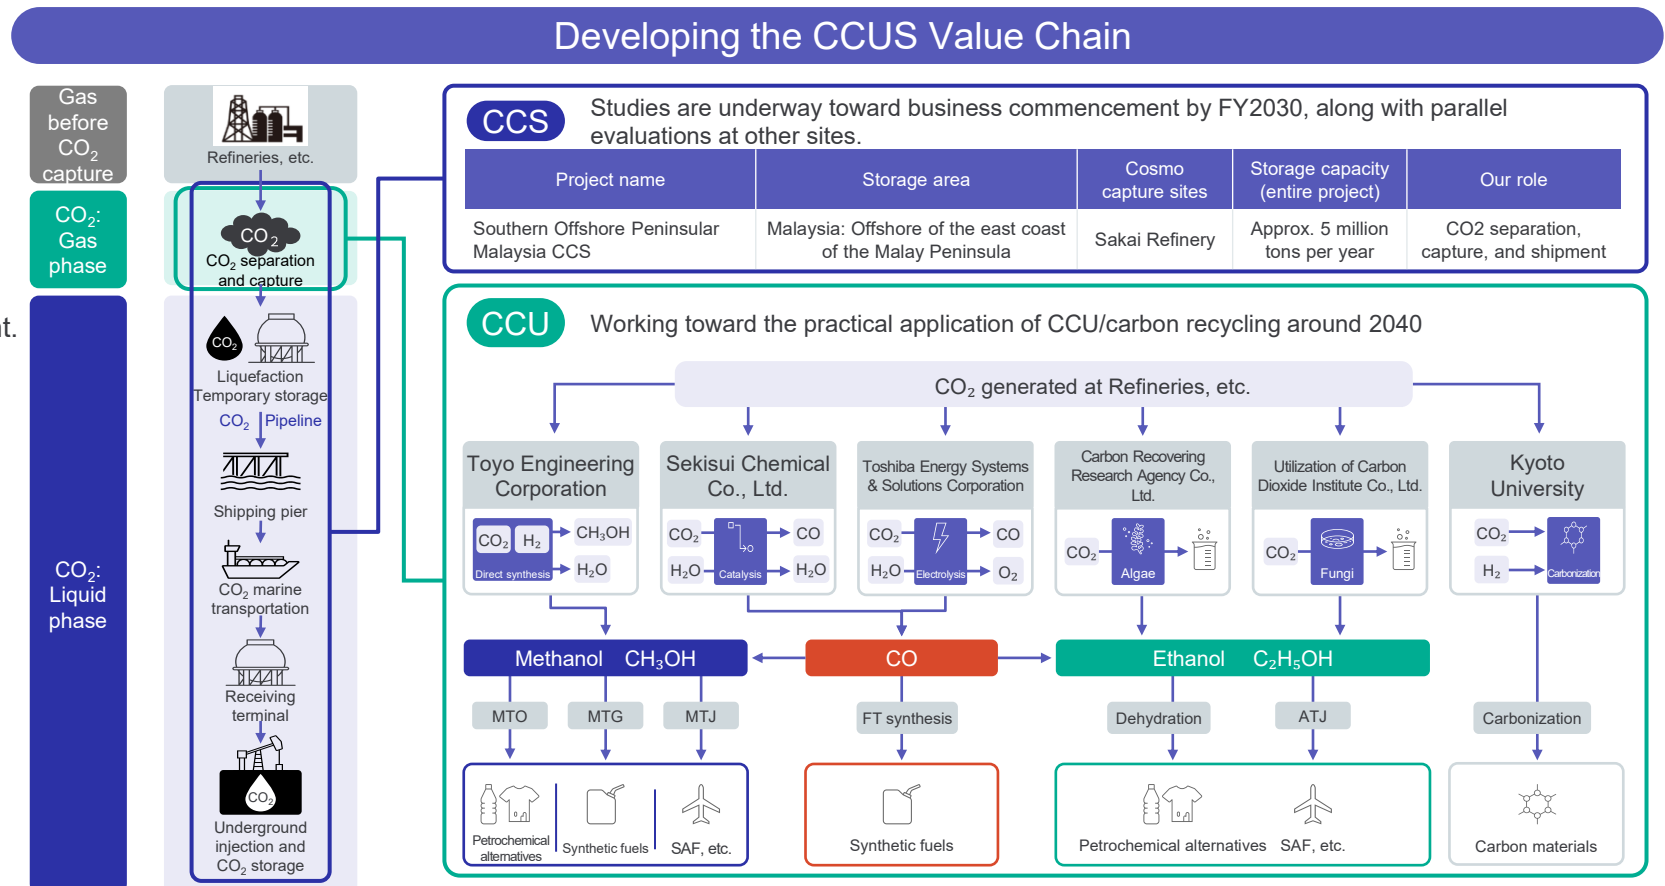 Developing the CCUS Value Chain
Gas
before
CO₂
capture
CO₂:
Gas
phase
nt.
CO₂:
Liquid
phase
Refineries, etc.
CO₂
CO₂ separation
and capture
CO₂
Liquefaction
Temporary storage
CO₂ Pipeline
Shipping pier
CO₂ marine
transportation
Receiving
terminal
CO₂
Underground
injection and
CO₂ storage
CCS
Studies are underway toward business commencement by FY2030, along with parallel
evaluations at other sites.
Project name
Storage area
Cosmo
capture sites
Storage capacity
(entire project)
Our role
Southern Offshore Peninsular
Malaysia CCS
Malaysia: Offshore of the east coast
of the Malay Peninsula
Sakai Refinery
Approx. 5 million
tons per year
CO2 separation,
capture, and shipment
CCU
Working toward the practical application of CCU/carbon recycling around 2040
CO₂ generated at Refineries, etc.
Toyo Engineering
Corporation
CO₂ H₂ CH₃OH
Direct synthesis H₂O
Sekisui Chemical
Co., Ltd.
CO₂ CO
H₂O Catalysis H₂O
Toshiba Energy Systems
& Solutions Corporation
CO₂ CO
H₂O Electrolysis O₂
Carbon Recovering
Research Agency Co.,
Ltd.
CO₂
Algae
Utilization of Carbon
Dioxide Institute Co., Ltd.
CO₂
Fungi
Kyoto
University
CO₂
H₂ Carbonization
Methanol CH₃OH
CO
Ethanol C₂H₅OH
MTO
MTG
MTJ
FT synthesis
Dehydration
ATJ
Carbonization
Petrochemical
alternatives
Synthetic fuels
SAF, etc.
Synthetic fuels
Petrochemical alternatives
SAF, etc.
Carbon materials